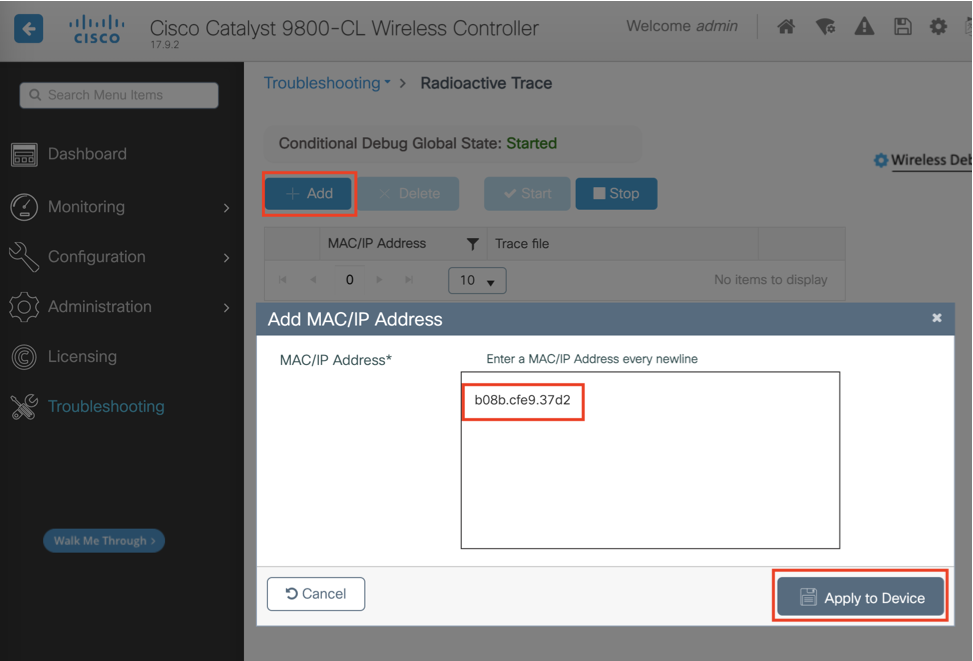 CISCO
Cisco Catalyst 9800-CL Wireless Controller
17.9.2
Welcome admin
Search Menu Items
Dashboard
Monitoring
Configuration
Administration
Licensing
Troubleshooting
Walk Me Through >
Troubleshooting > Radioactive Trace
Conditional Debug Global State: Started
Wireless Deb
+ Add
× Delete
Start
Stop
MAC/IP Address
Trace file
0
10
No items to display
Add MAC/IP Address
MAC/IP Address*
Enter a MAC/IP Address every newline
b08b.cfe9.37d2
Cancel
Apply to Device